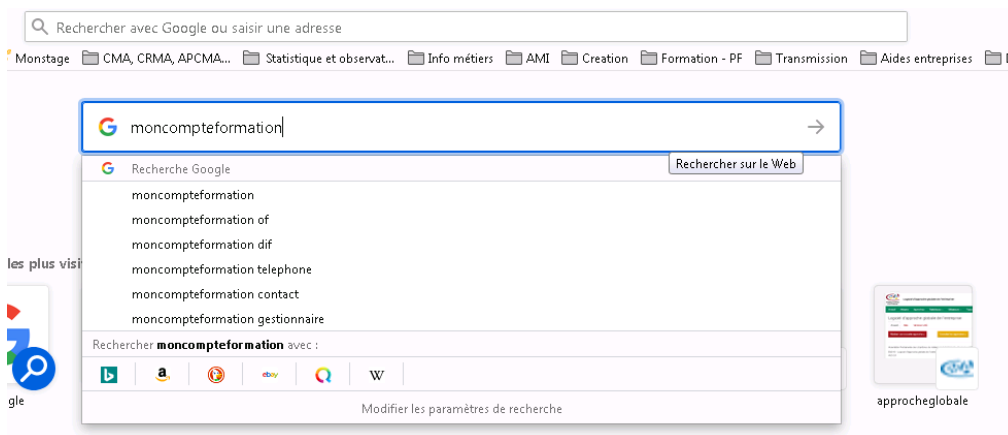 Rechercher avec Google ou saisir une adresse
Monstage CMA, CRMA, APCMA... Statistique et observat... Info métiers AMI Creation Formation - PF Transmission Aides entreprises
moncompteformation
Rechercher sur le Web
Recherche Google
moncompteformation
moncompteformation of
moncompteformation dif
moncompteformation telephone
moncompteformation contact
moncompteformation gestionnaire
les plus visi
Rechercher moncompteformation avec :
a ebay W
Modifier les paramètres de recherche
gle
approcheglobale